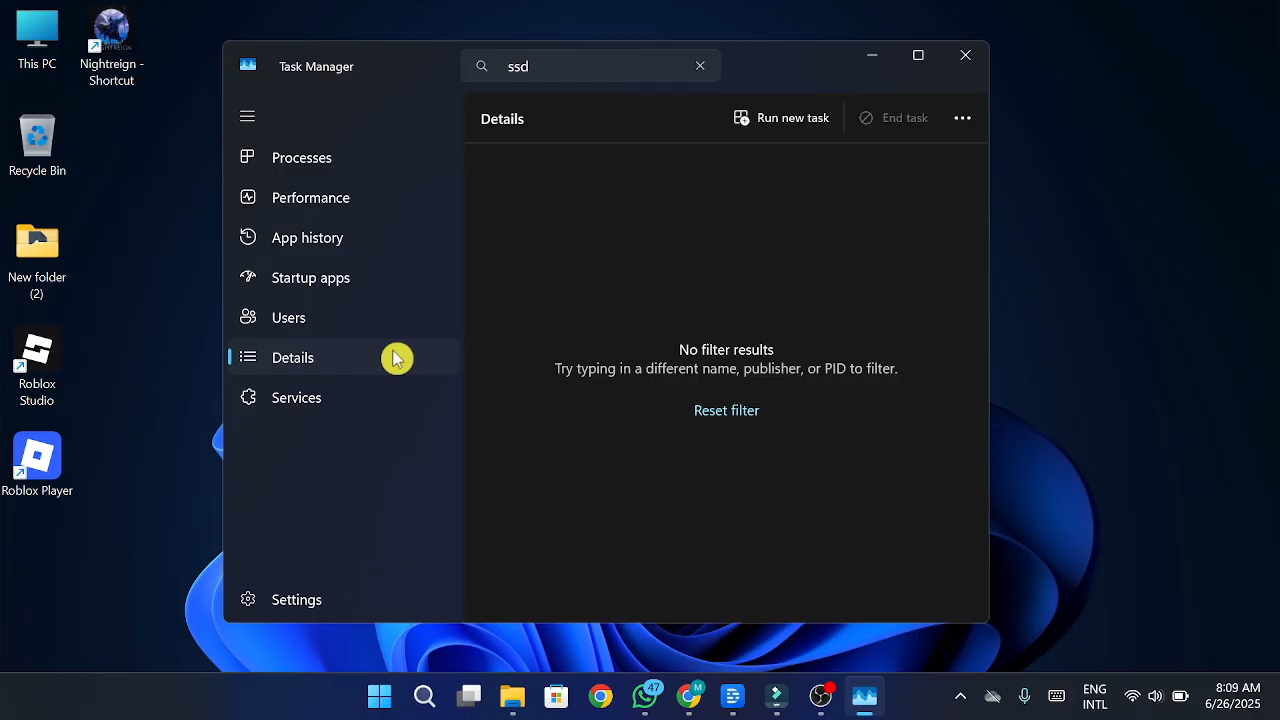 This PC
Nightreign -
Shortcut
Recycle Bin
New folder
(2)
Roblox
Studio
Roblox Player
Task Manager
ssd
Processes
Performance
App history
Startup apps
Users
Details
Services
Settings
Details
Run new task
End task
No filter results
Try typing in a different name, publisher, or PID to filter.
Reset filter
47
M
ENG
INTL
8:09 AM
6/26/2025